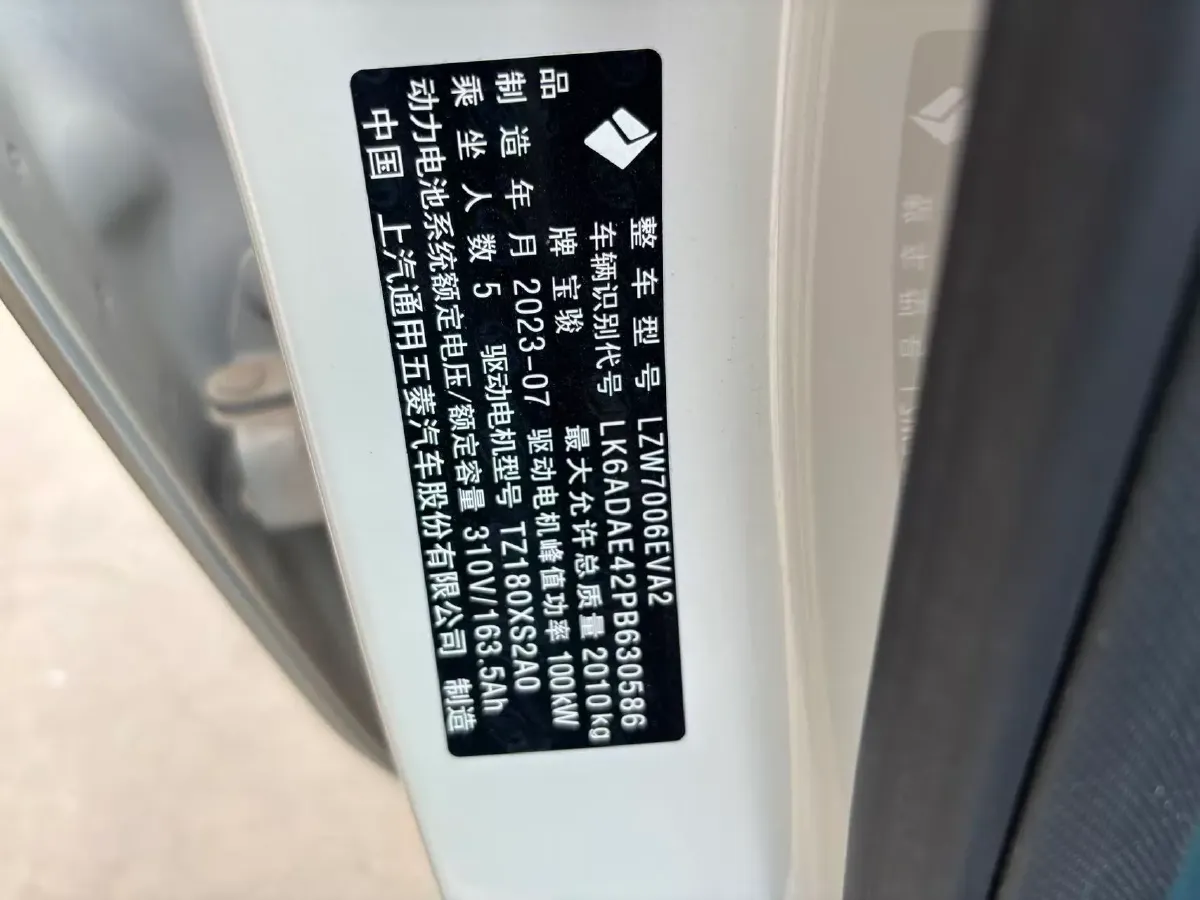 整车型号 LZW7006EVA2
车辆识别代号 LK6ADAE42PB630586
品牌 宝骏 最大允许总质量 2010kg
制造年月 2023-07 驱动电机峰值功率 100kW
乘坐人数 5 驱动电机型号 TZ180XS2A0
动力电池系统额定电压/额定容量 310V/163.5Ah
中国 上汽通用五菱汽车股份有限公司 制造